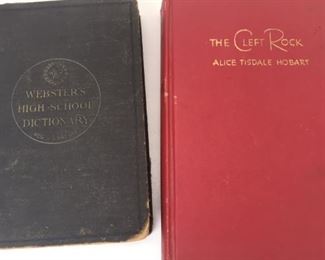 WEBSTER'S
HIGH-SCHOOL
DICTIONARY
THE CLEFT ROCK
ALICE TISDALE HOBART